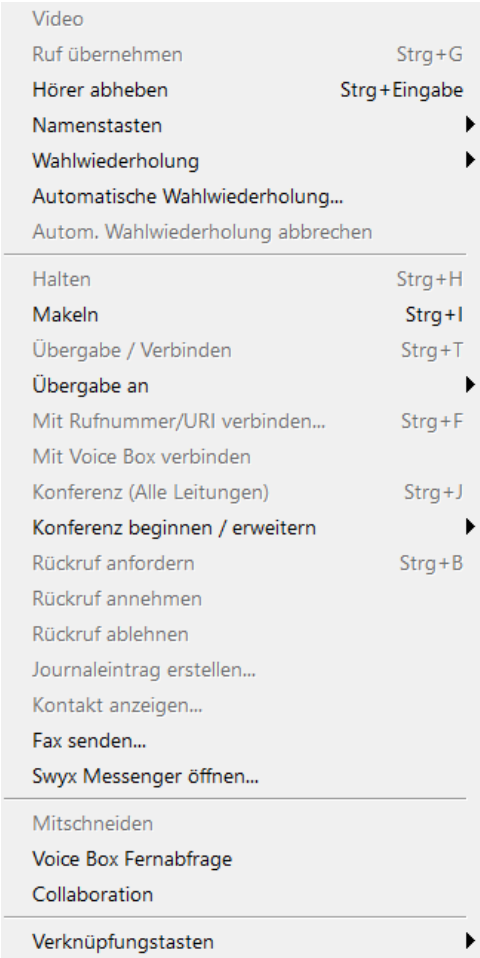 Video
Ruf übernehmen Strg+G
Hörer abheben Strg+Eingabe
Namenstasten
Wahlwiederholung
Automatische Wahlwiederholung...
Autom. Wahlwiederholung abbrechen
Halten Strg+H
Makeln Strg+I
Übergabe / Verbinden Strg+T
Übergabe an
Mit Rufnummer/URI verbinden... Strg+F
Mit Voice Box verbinden
Konferenz (Alle Leitungen) Strg+J
Konferenz beginnen / erweitern
Rückruf anfordern Strg+B
Rückruf annehmen
Rückruf ablehnen
Journaleintrag erstellen...
Kontakt anzeigen...
Fax senden...
Swyx Messenger öffnen...
Mitschneiden
Voice Box Fernabfrage
Collaboration
Verknüpfungstasten